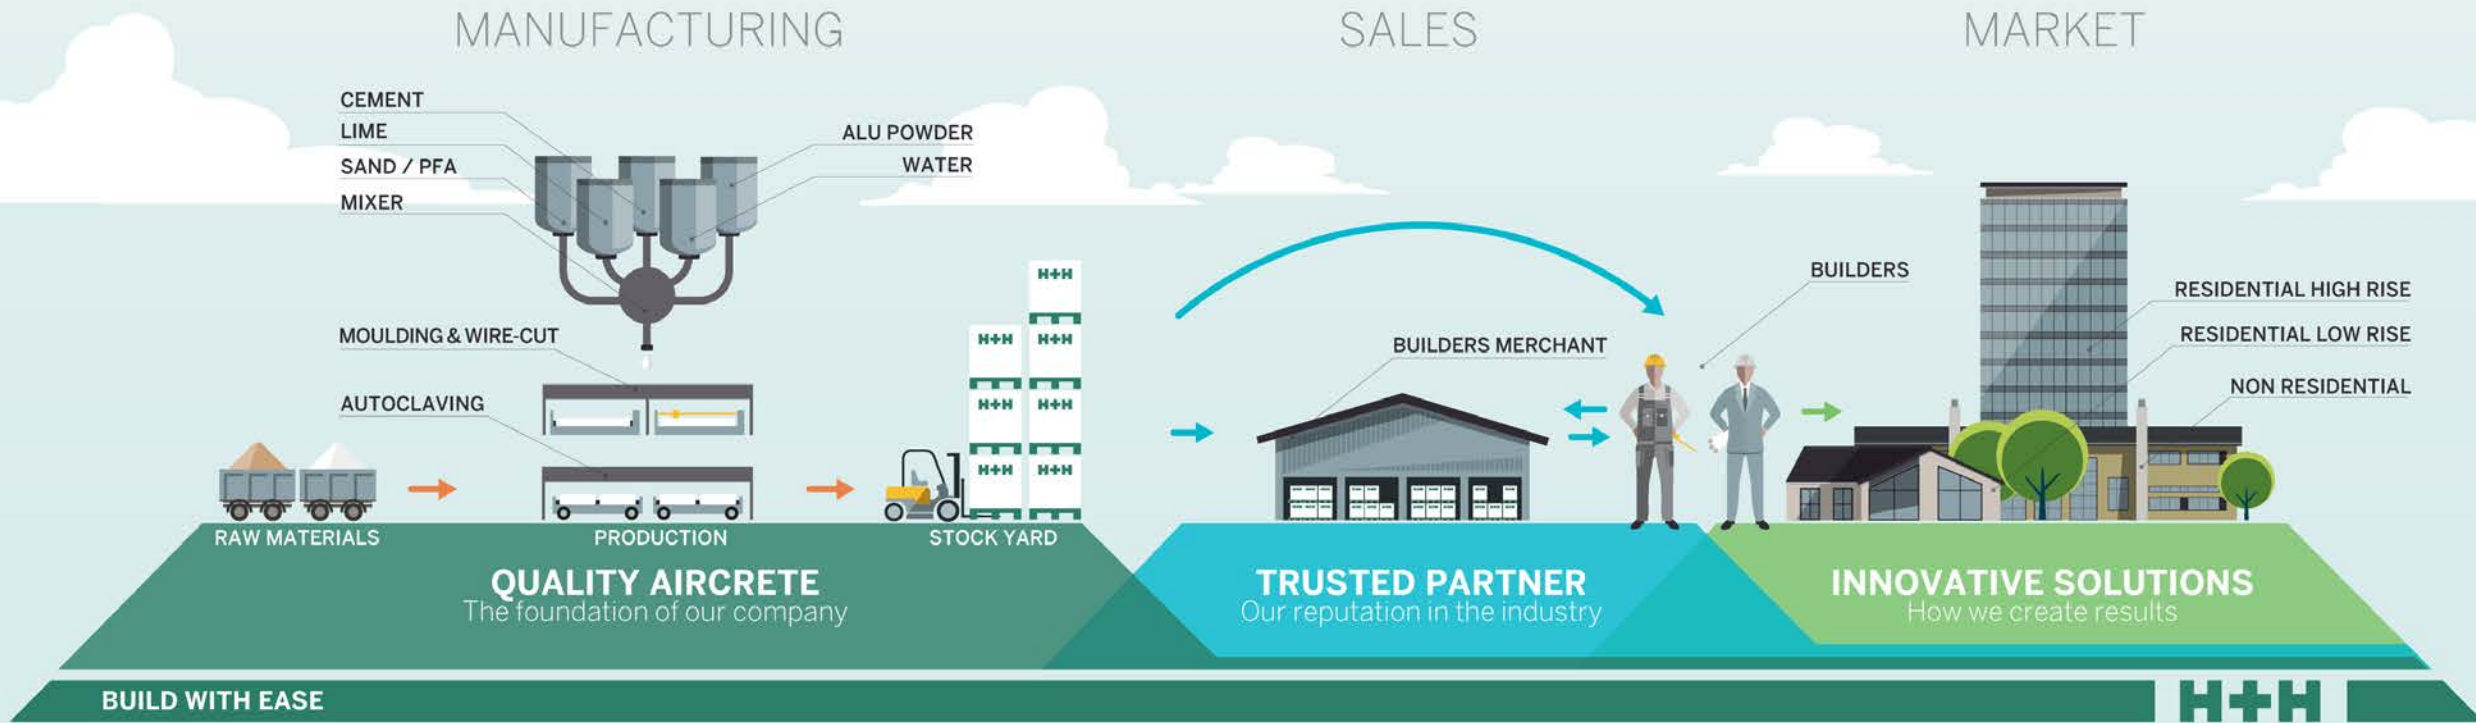 MANUFACTURING
SALES
MARKET
CEMENT
LIME
SAND / PFA
MIXER
ALU POWDER
WATER
MOULDING & WIRE-CUT
AUTOCLAVING
H+H
H+H
H+H
H+H
H+H
H+H
H+H
BUILDERS MERCHANT
BUILDERS
RESIDENTIAL HIGH RISE
RESIDENTIAL LOW RISE
NON RESIDENTIAL
RAW MATERIALS
PRODUCTION
STOCK YARD
QUALITY AIRCRETE
The foundation of our company
TRUSTED PARTNER
Our reputation in the industry
INNOVATIVE SOLUTIONS
How we create results
BUILD WITH EASE
H+H